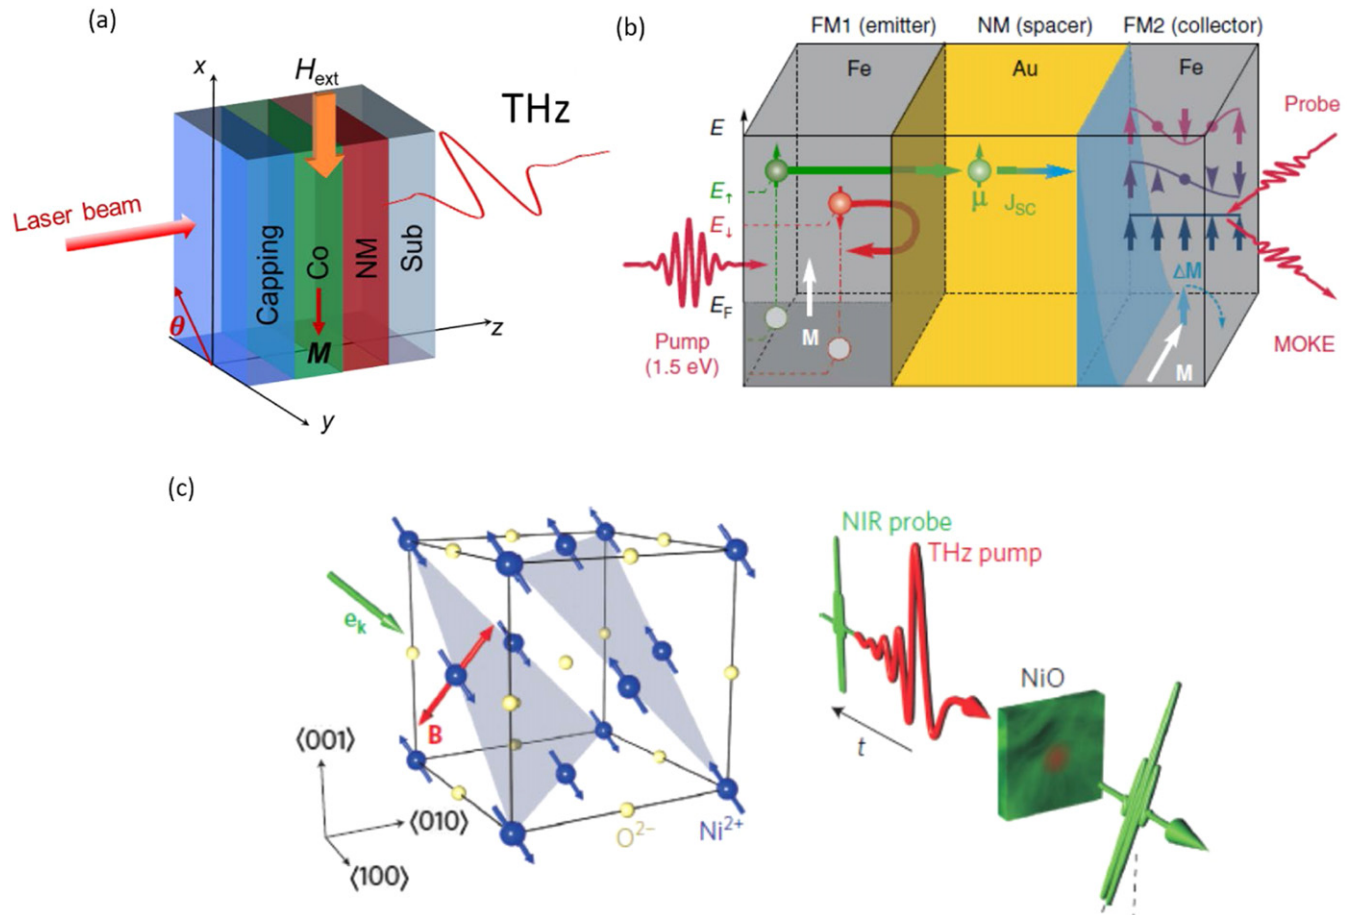 (a)
x
H_ext
THz
Laser beam
Capping
Co
NM
Sub
M
θ
z
y
(b)
FM1 (emitter)
NM (spacer)
FM2 (collector)
Fe
Au
Fe
Probe
E
E↑
E↓
μ
J_SC
E_F
M
ΔM
M
Pump
(1.5 eV)
MOKE
(c)
e_k
B
⟨001⟩
⟨010⟩
⟨100⟩
O²⁻
Ni²⁺
NIR probe
THz pump
NiO
t